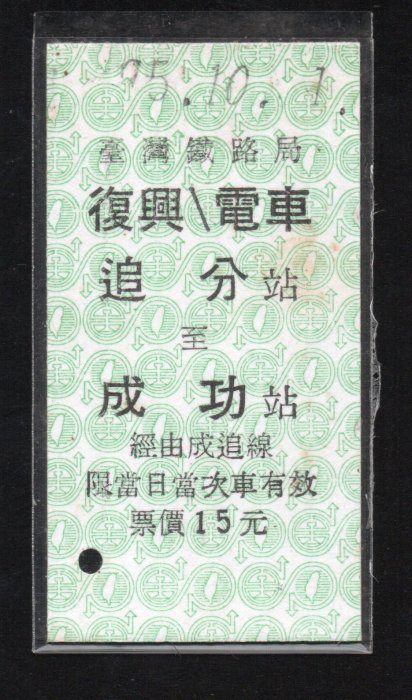 95.10.1.
臺灣鐵路局
復興\電車
追分站
至
成功站
經由成追線
限當日當次車有效
票價15元